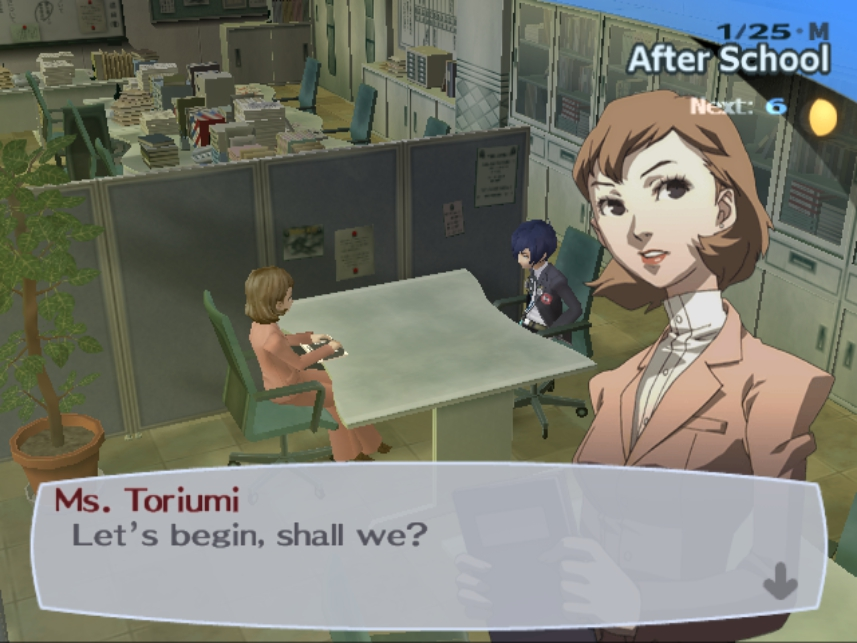 1/25・M
After School
Next: 6
Ms. Toriumi
Let's begin, shall we?